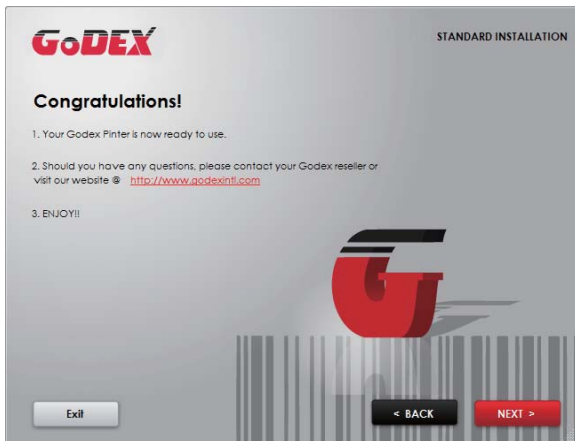 GoDEX
STANDARD INSTALLATION
Congratulations!
1. Your Godex Pinter is now ready to use.
2. Should you have any questions, please contact your Godex reseller or
visit our website @ http://www.godexintl.com
3. ENJOY!!
Exit
< BACK
NEXT >